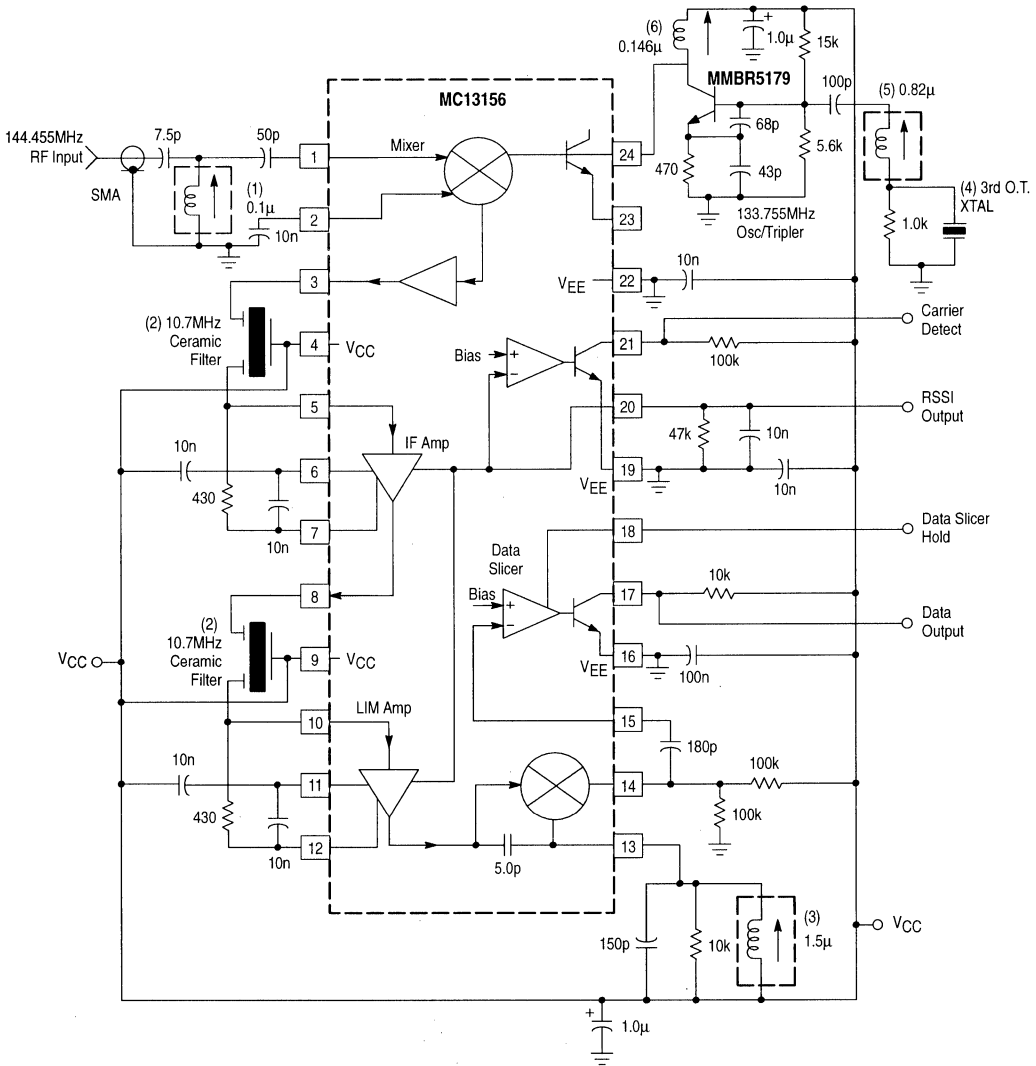 (6)
0.146µ
+
1.0µ
15k
MMBR5179
100p
(5) 0.82µ
MC13156
144.455MHz
RF Input
7.5p
50p
1
Mixer
24
68p
5.6k
470
43p
(4) 3rd O.T.
XTAL
SMA
(1)
0.1µ
2
10n
23
133.755MHz
Osc/Tripler
1.0k
3
VEE
22
10n
Carrier
Detect
(2) 10.7MHz
Ceramic
Filter
4
VCC
Bias
+
–
21
100k
5
20
RSSI
Output
IF Amp
47k
10n
10n
6
VEE
19
10n
430
10n
7
18
Data Slicer
Hold
Data
Slicer
8
Bias
+
–
17
10k
Data
Output
(2)
10.7MHz
Ceramic
Filter
VCC
9
VCC
VEE
16
100n
10
LIM Amp
15
180p
10n
11
14
100k
100k
430
10n
12
5.0p
13
150p
10k
(3)
1.5µ
VCC
+
1.0µ